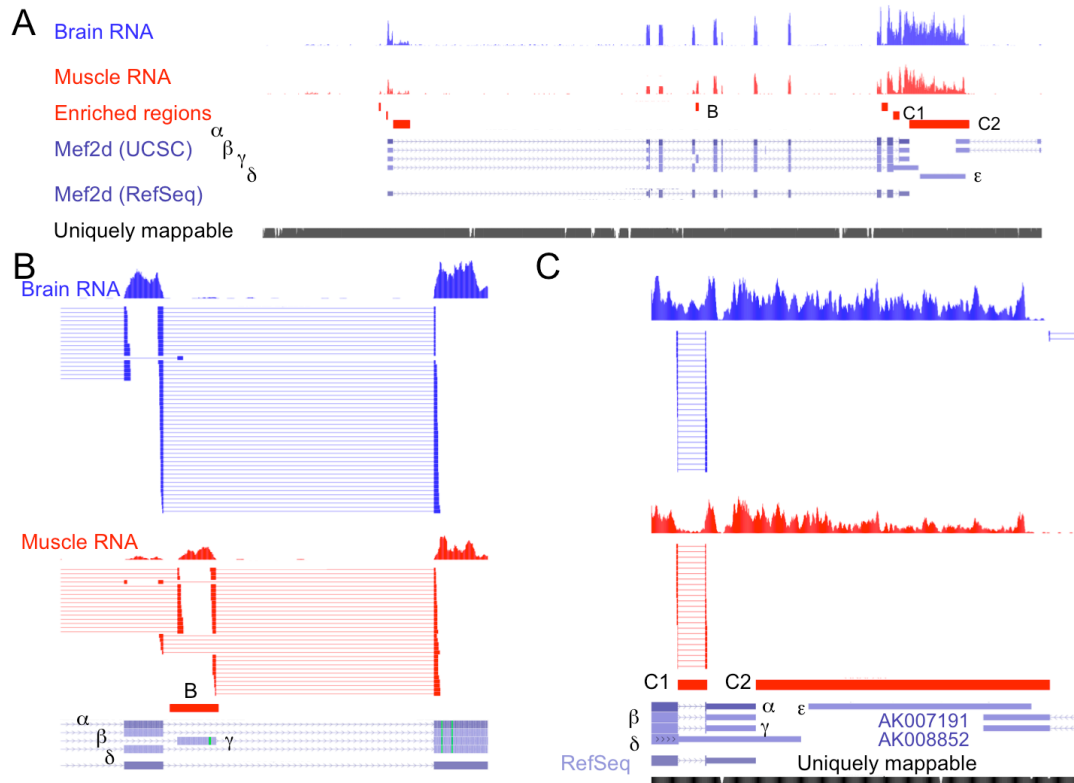 A
Brain RNA
Muscle RNA
Enriched regions
B
C1
C2
Mef2d (UCSC)
α
β
γ
δ
ε
Mef2d (RefSeq)
Uniquely mappable
B
Brain RNA
Muscle RNA
B
α
β
γ
δ
C
C1
C2
α
ε
β
γ
AK007191
δ
AK008852
RefSeq
Uniquely mappable